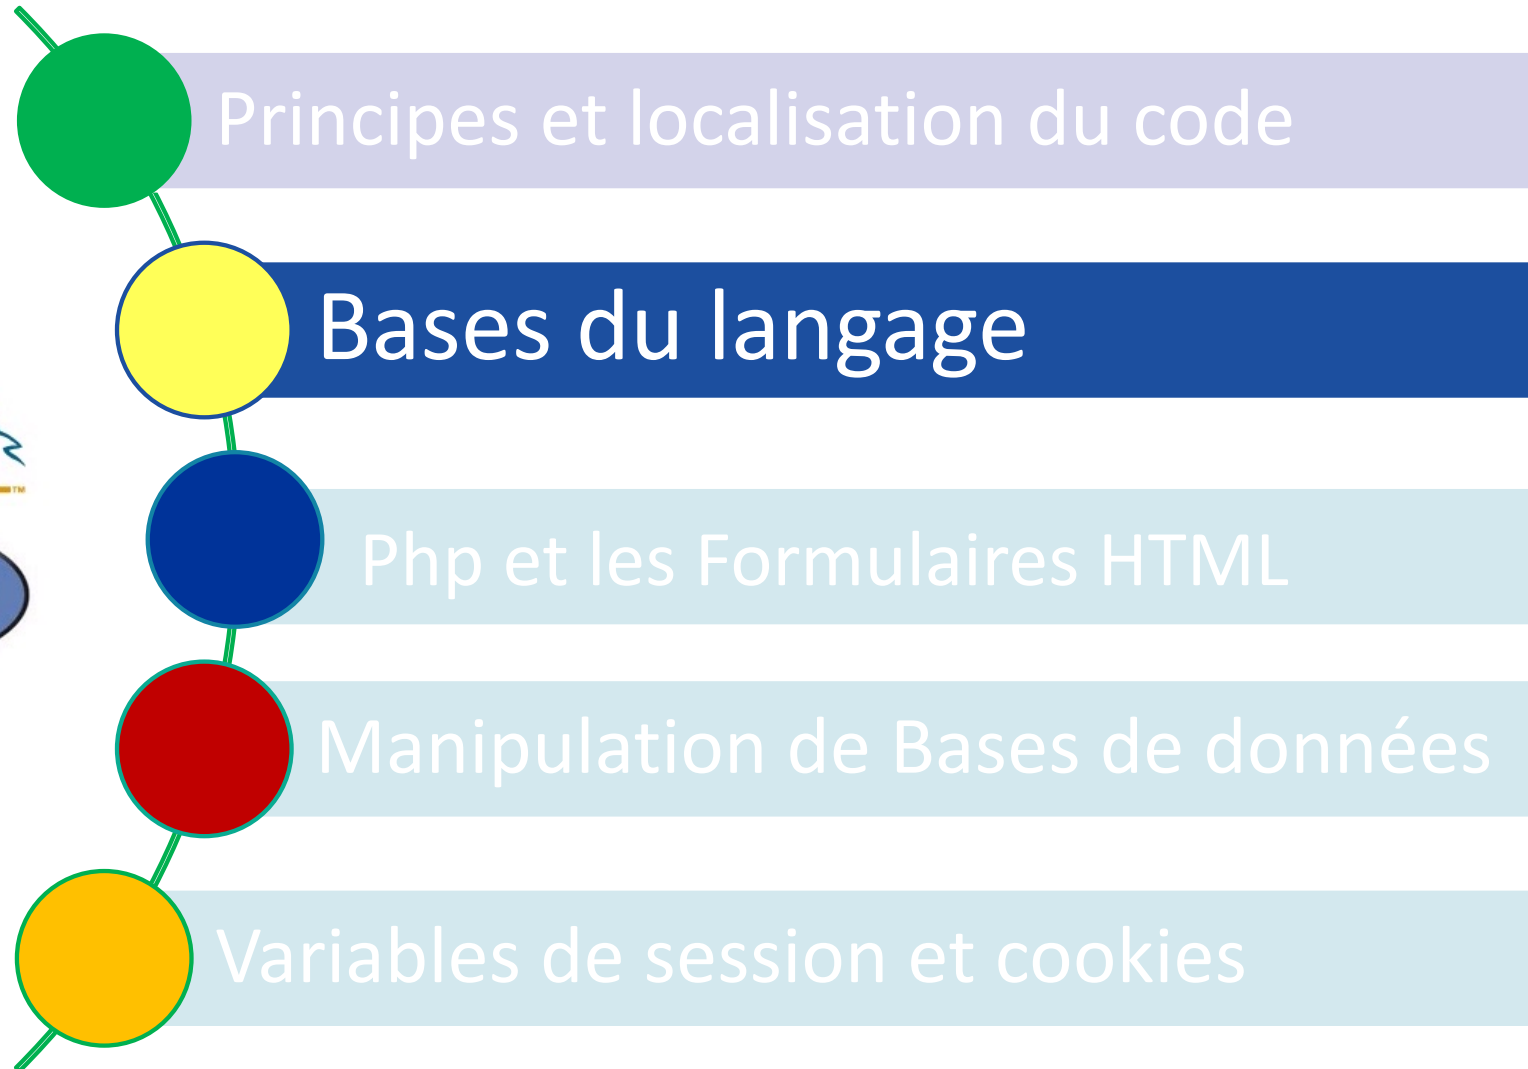 Principes et localisation du code
Bases du langage
Php et les Formulaires HTML
Manipulation de Bases de données
Variables de session et cookies
TM